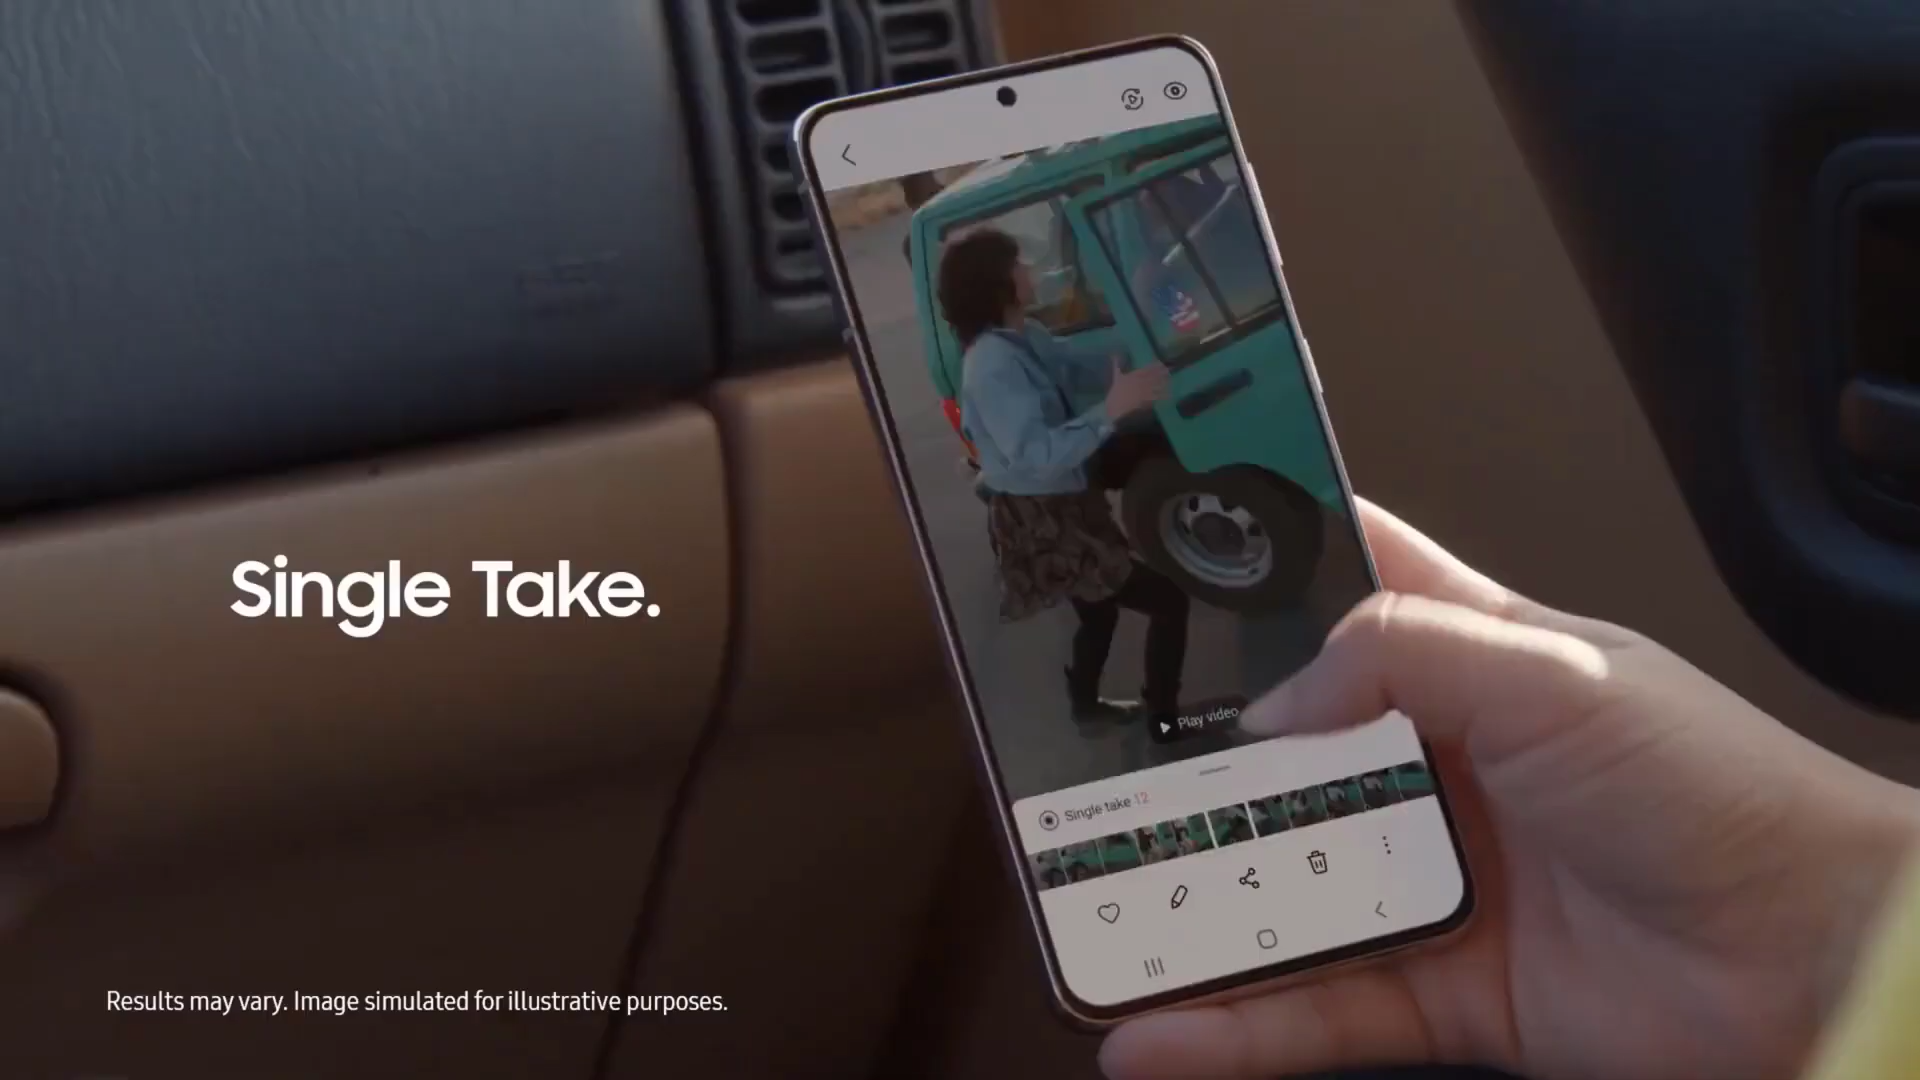 Single Take.
Play video
Single take 12
Results may vary. Image simulated for illustrative purposes.